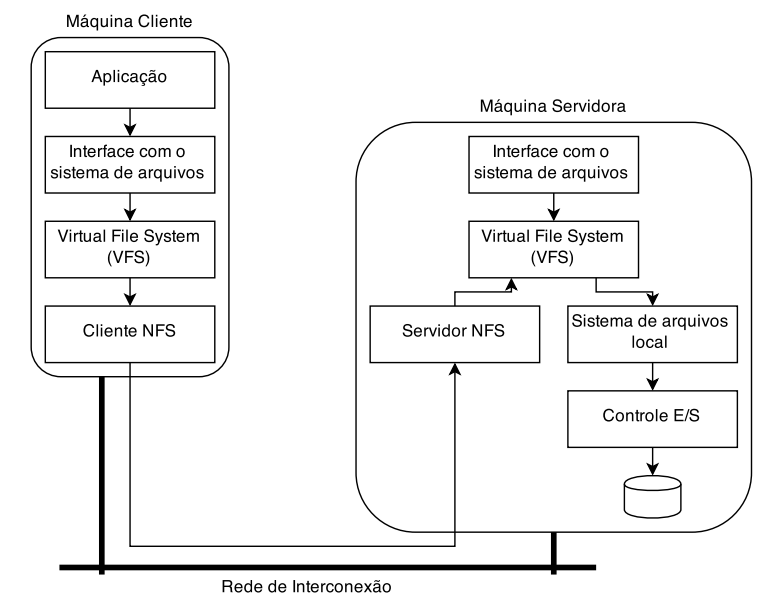 Máquina Cliente
Aplicação
Interface com o
sistema de arquivos
Virtual File System
(VFS)
Cliente NFS
Máquina Servidora
Interface com o
sistema de arquivos
Virtual File System
(VFS)
Servidor NFS
Sistema de arquivos
local
Controle E/S
Rede de Interconexão